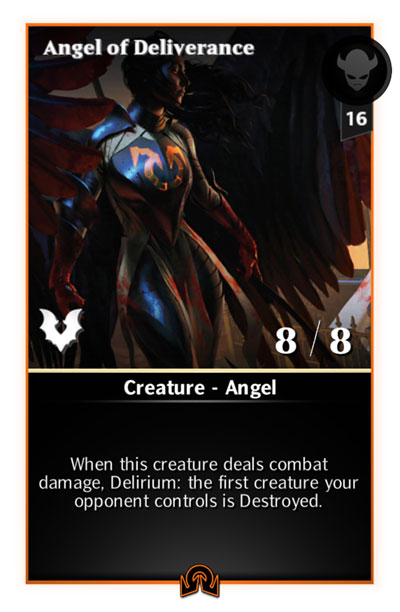 Angel of Deliverance
16
8/8
Creature - Angel
When this creature deals combat
damage, Delirium: the first creature your
opponent controls is Destroyed.